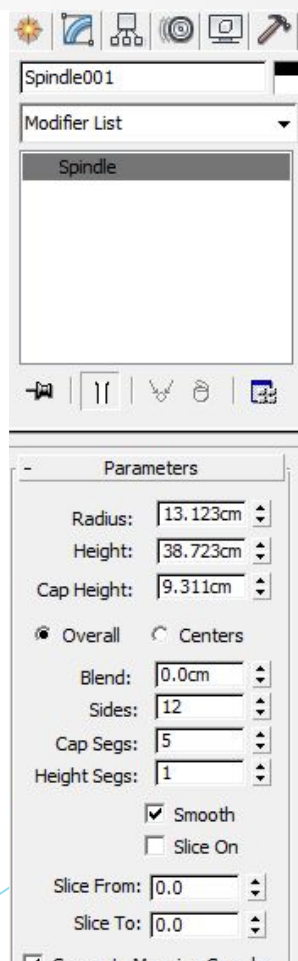 Spindle001
Modifier List
Spindle
- Parameters
Radius: 13.123cm
Height: 38.723cm
Cap Height: 9.311cm
Overall Centers
Blend: 0.0cm
Sides: 12
Cap Segs: 5
Height Segs: 1
Smooth
Slice On
Slice From: 0.0
Slice To: 0.0